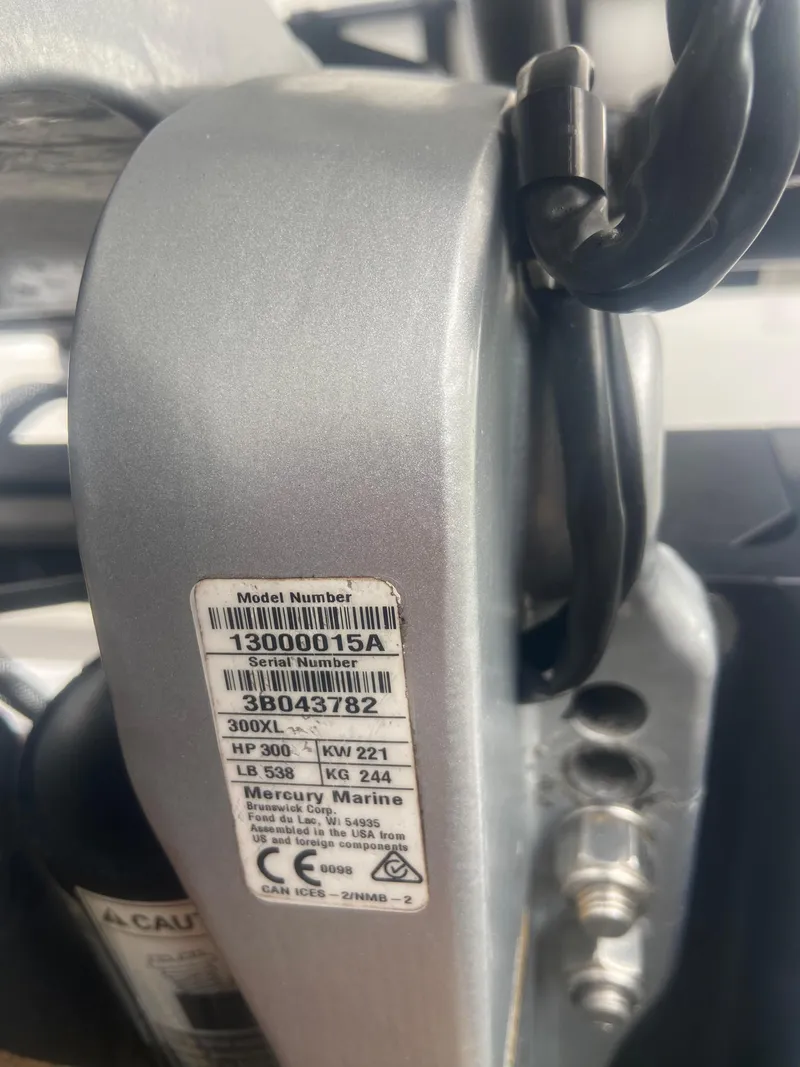 Model Number
13000015A
Serial Number
3B043782
300XL
HP 300 KW 221
LB 538 KG 244
Mercury Marine
Brunswick Corp.
Fond du Lac, WI 54935
Assembled in the USA from
US and foreign components
CE 0098
CAN ICES-2/NMB-2
CAUT